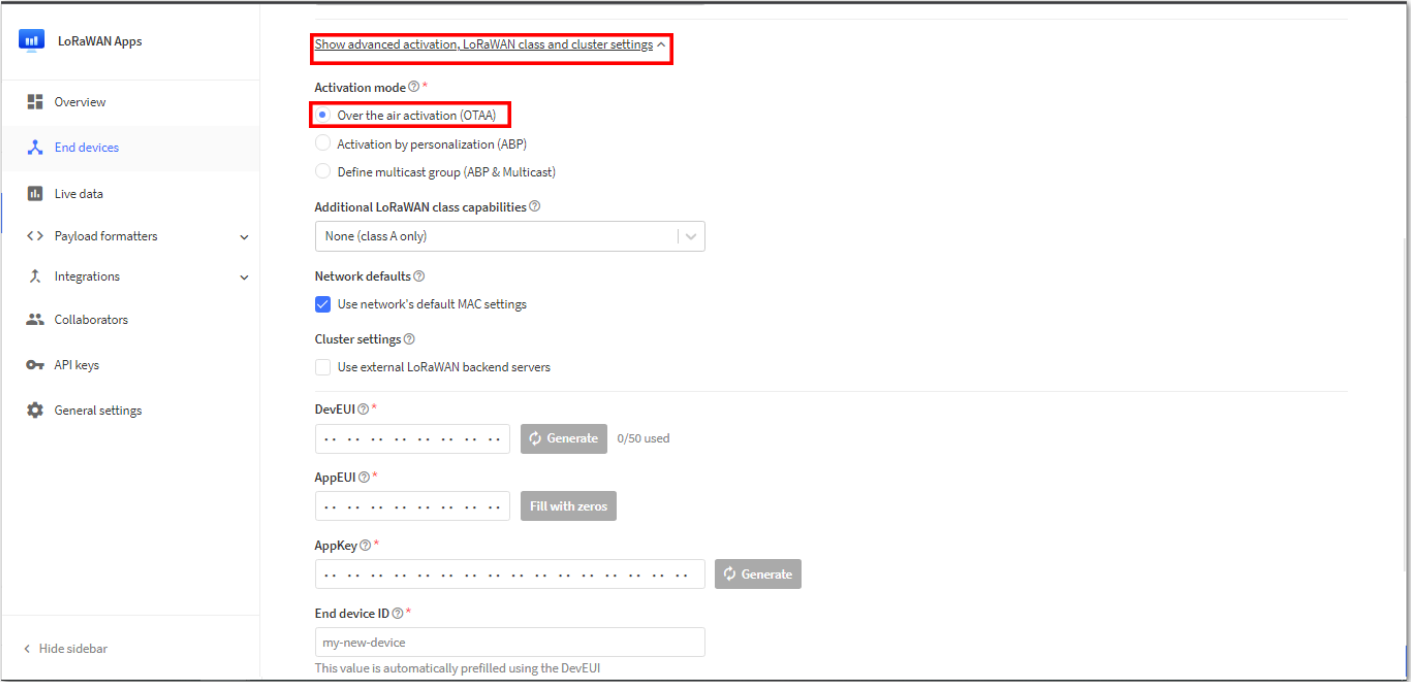 LoRaWAN Apps
Overview
End devices
Live data
Payload formatters
Integrations
Collaborators
API keys
General settings
Hide sidebar
Show advanced activation, LoRaWAN class and cluster settings
Activation mode *
Over the air activation (OTAA)
Activation by personalization (ABP)
Define multicast group (ABP & Multicast)
Additional LoRaWAN class capabilities
None (class A only)
Network defaults
Use network's default MAC settings
Cluster settings
Use external LoRaWAN backend servers
DevEUI *
Generate 0/50 used
AppEUI *
Fill with zeros
AppKey *
Generate
End device ID *
my-new-device
This value is automatically prefilled using the DevEUI